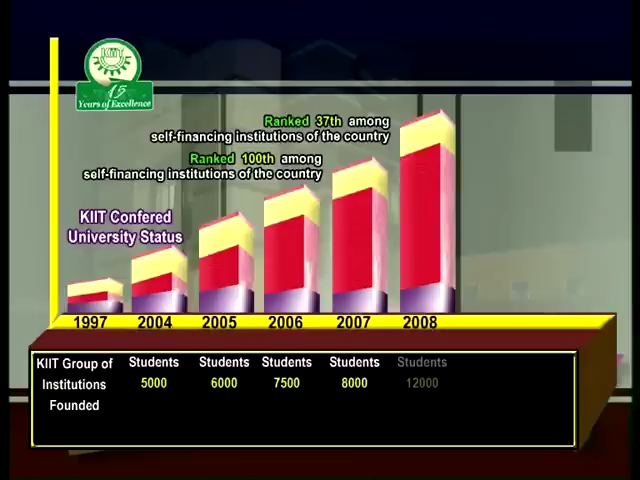 KIIT
15
Years of Excellence
Ranked 37th among
self-financing institutions of the country
Ranked 100th among
self-financing institutions of the country
KIIT Confered
University Status
1997 2004 2005 2006 2007 2008
KIIT Group of
Institutions
Founded
Students Students Students Students Students
5000 6000 7500 8000 12000